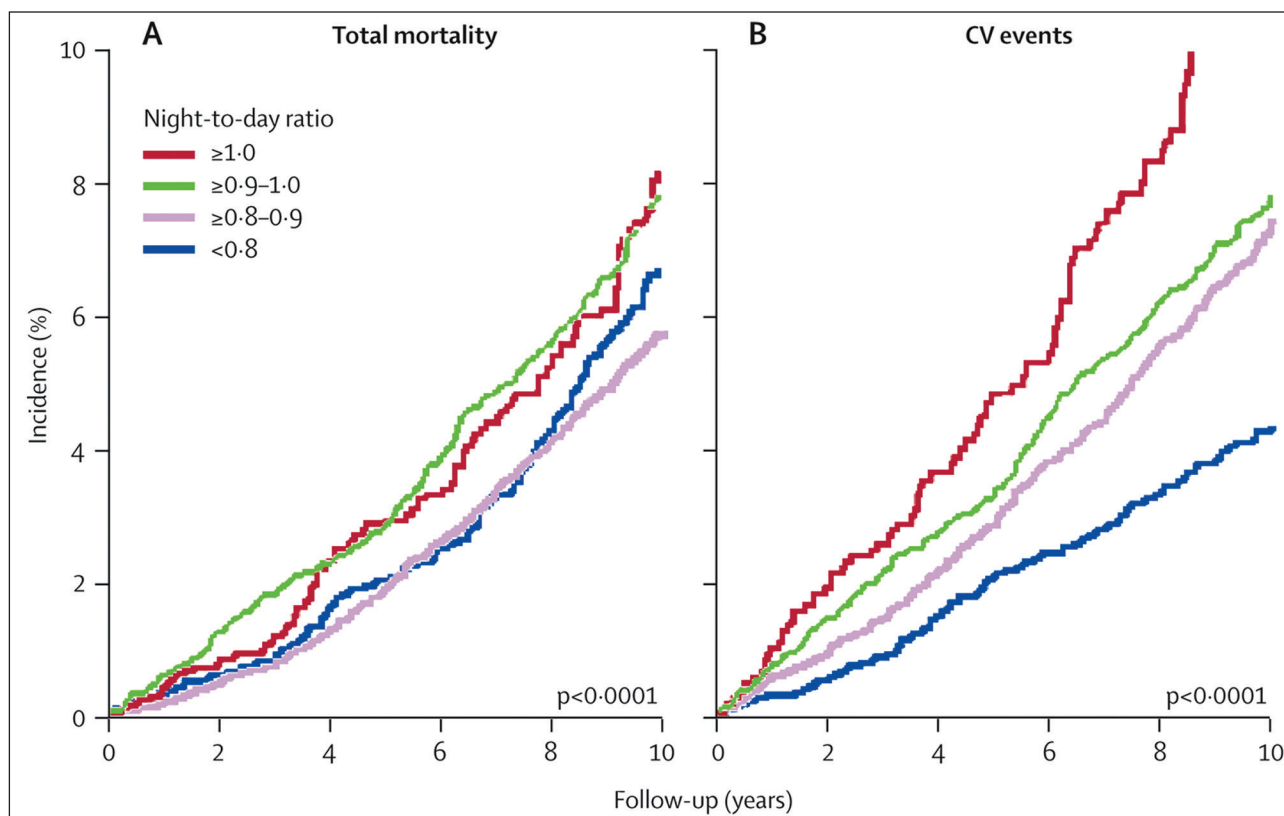 A Total mortality
B CV events
Night-to-day ratio
≥1·0
≥0·9–1·0
≥0·8–0·9
<0·8
Incidence (%)
10
8
6
4
2
0
p<0·0001
p<0·0001
0 2 4 6 8 10
0 2 4 6 8 10
Follow-up (years)